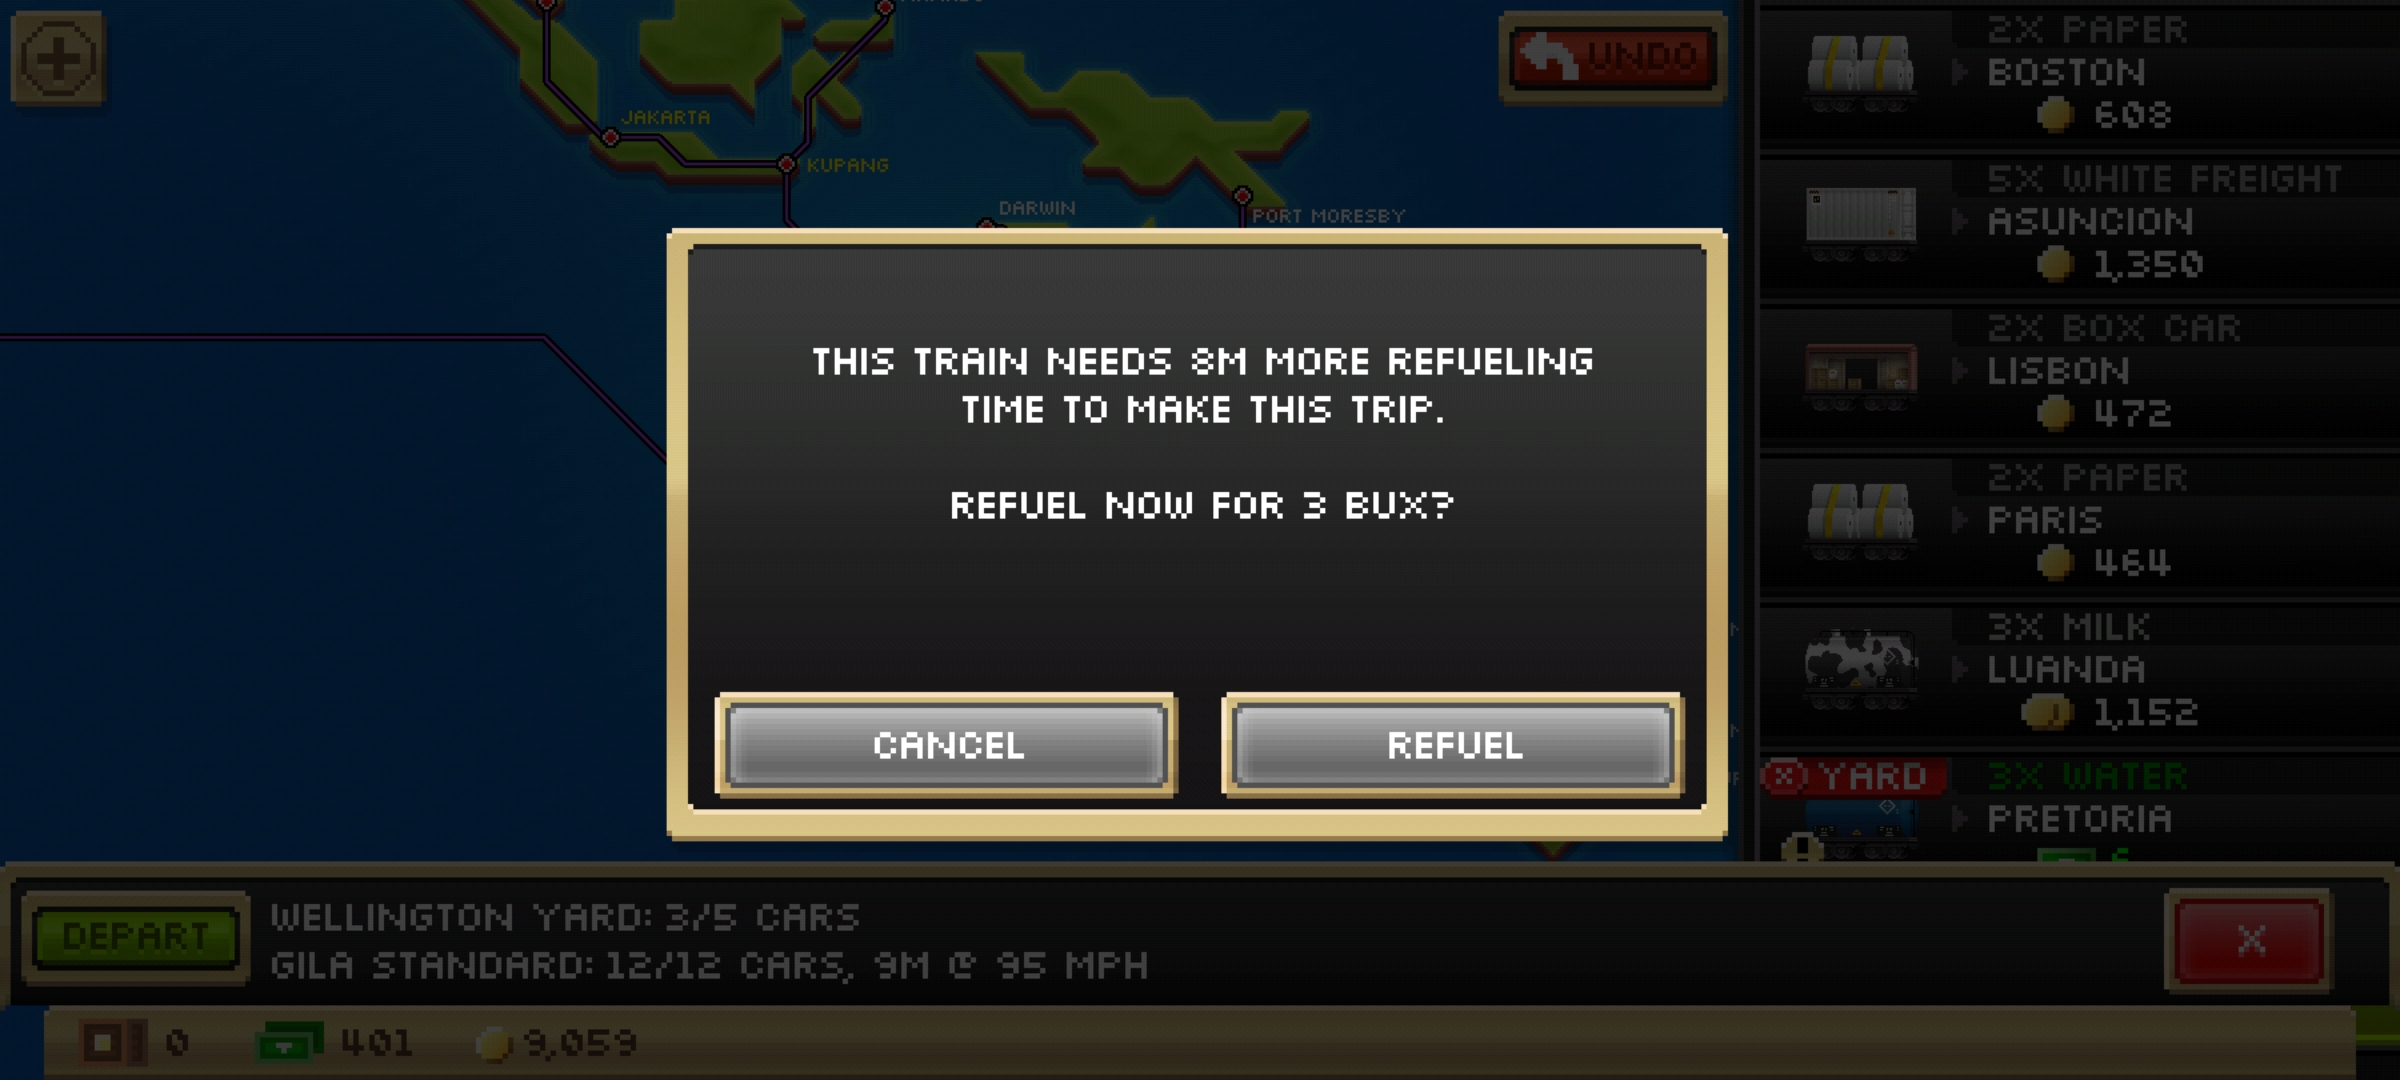 UNDO
JAKARTA
KUPANG
DARWIN
PORT MORESBY
THIS TRAIN NEEDS 8M MORE REFUELING
TIME TO MAKE THIS TRIP.
REFUEL NOW FOR 3 BUX?
CANCEL
REFUEL
2X PAPER
BOSTON
608
5X WHITE FREIGHT
ASUNCION
1,350
2X BOX CAR
LISBON
472
2X PAPER
PARIS
464
3X MILK
LUANDA
1,152
YARD
3X WATER
PRETORIA
DEPART
WELLINGTON YARD: 3/5 CARS
GILA STANDARD: 12/12 CARS, 9M @ 95 MPH
X
0
401
9,059